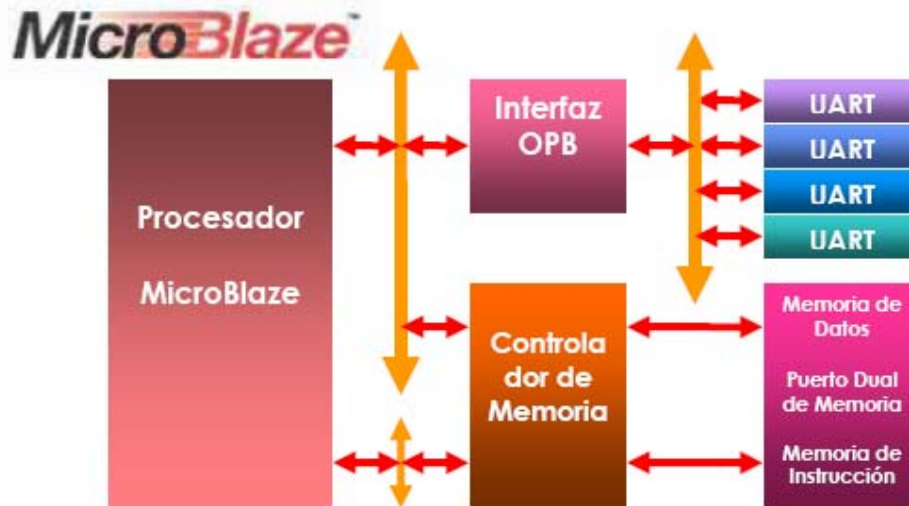 MicroBlaze™
Procesador
MicroBlaze
Interfaz
OPB
Controla
dor de
Memoria
UART
UART
UART
UART
Memoria de
Datos
Puerto Dual
de Memoria
Memoria de
Instrucción